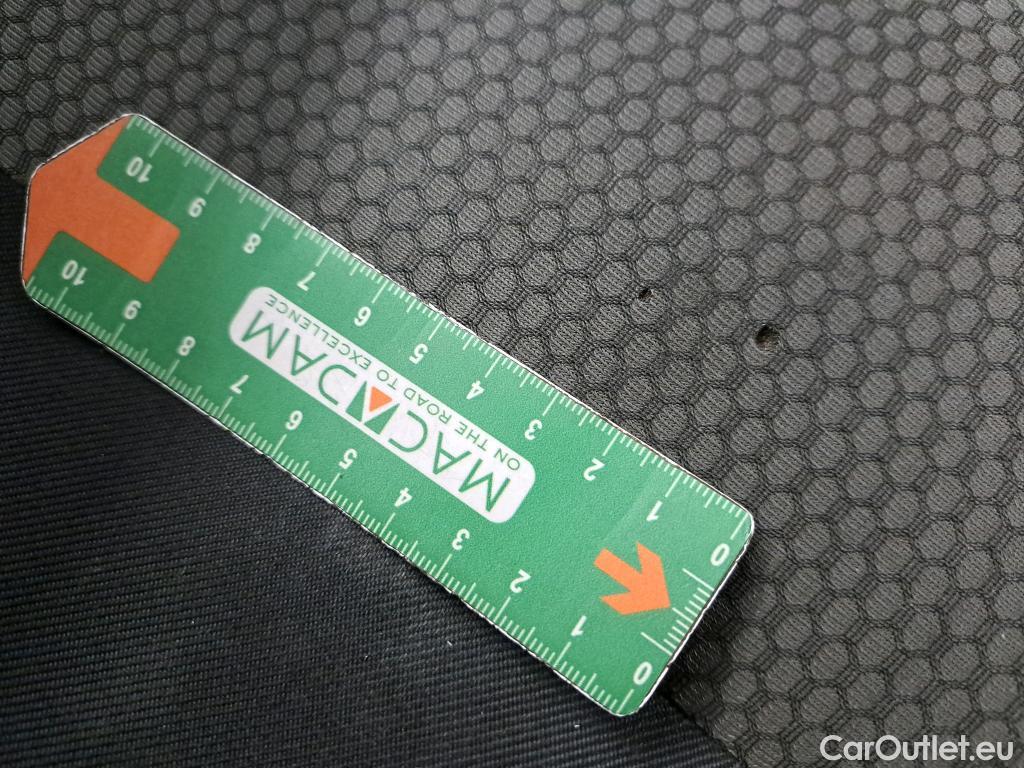 10 9 8 7 6 5 4 3 2 1 0
MACADAM
ON THE ROAD TO EXCELLENCE
10 9 8 7 6 5 4 3 2 1 0
CarOutlet.eu